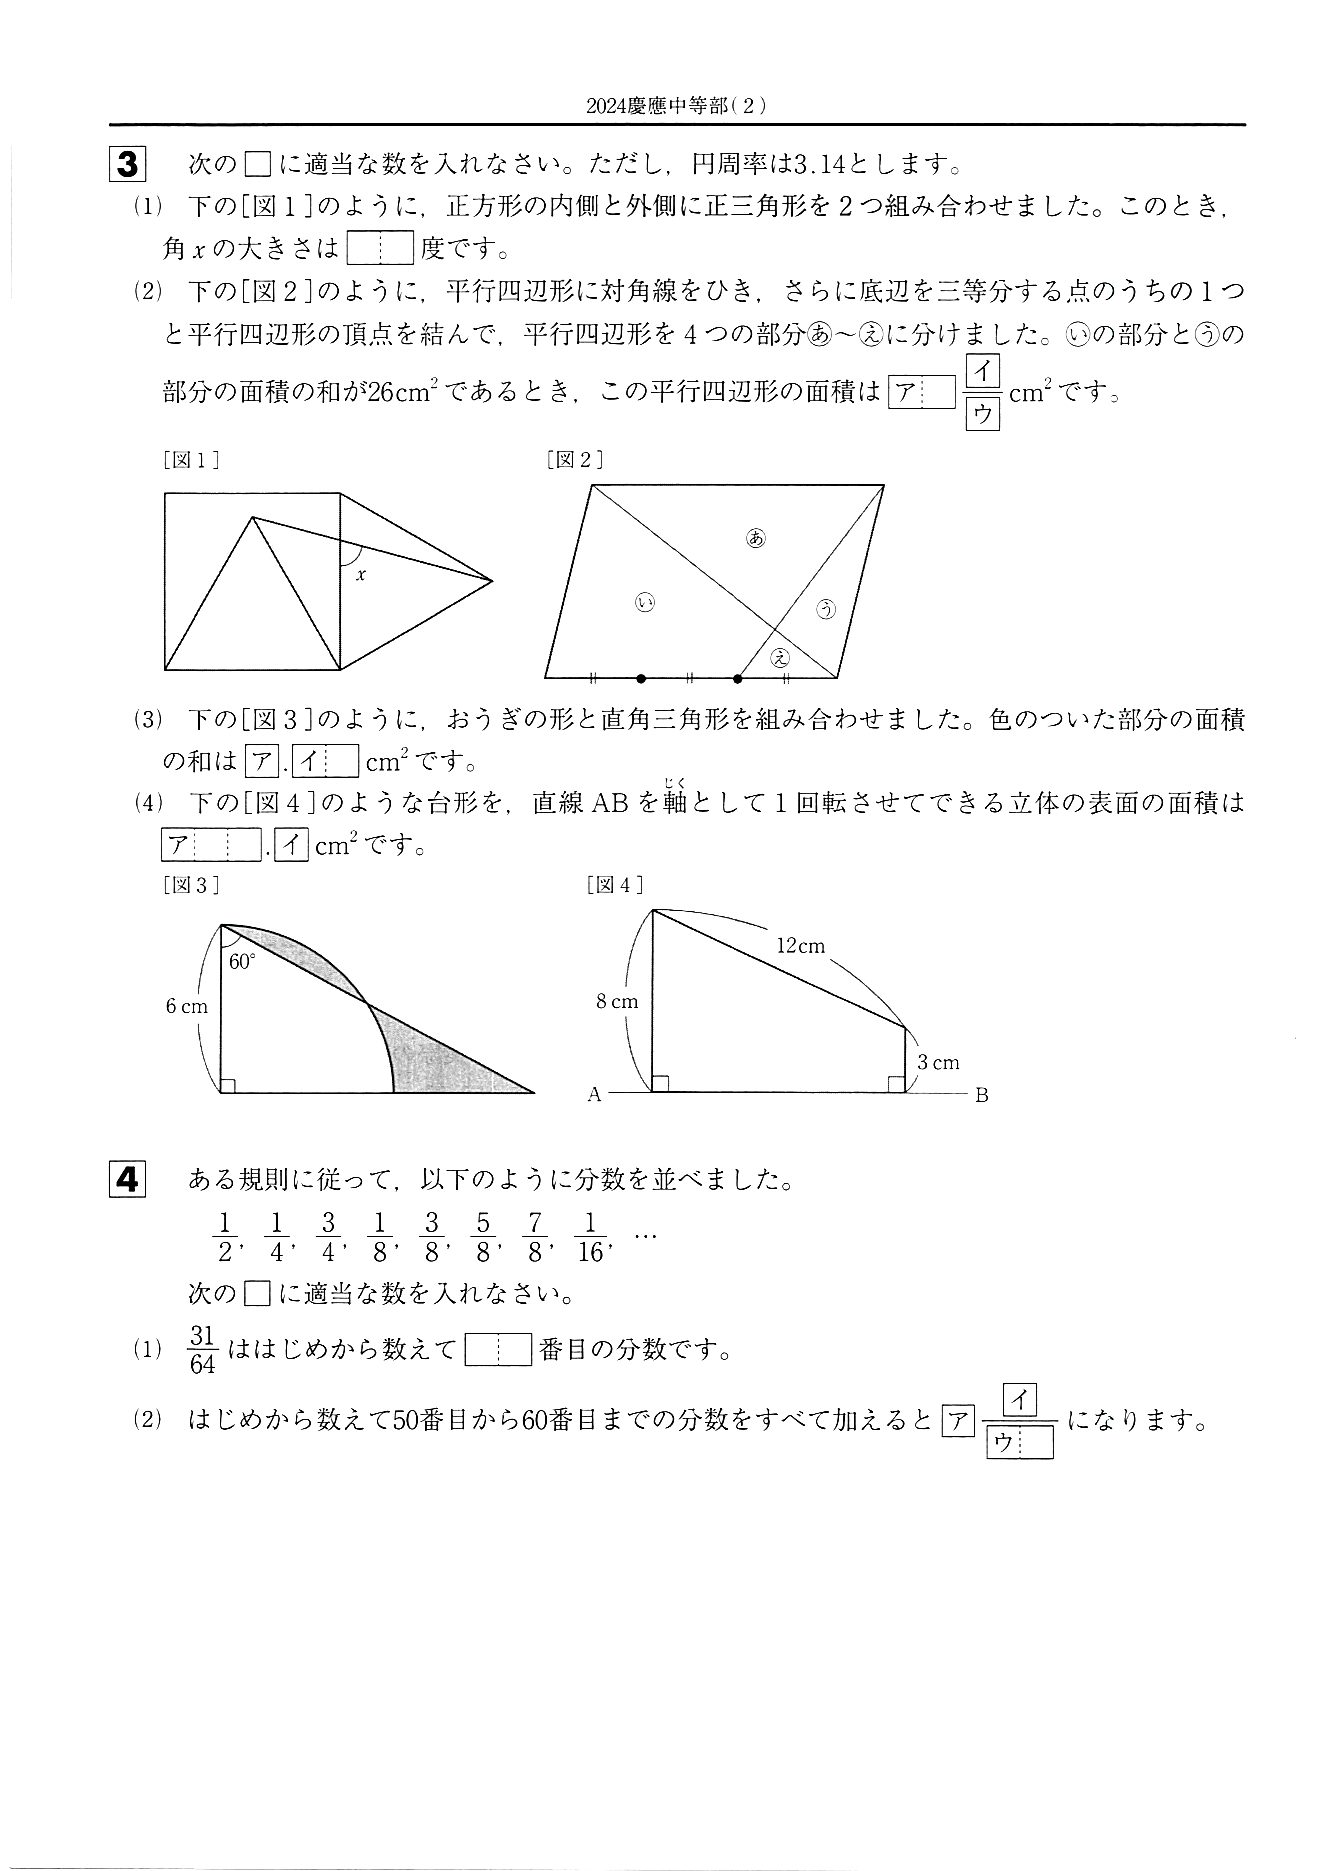 2024慶應中等部(2)
3 次の□に適当な数を入れなさい。ただし，円周率は3.14とします。
(1) 下の[図1]のように，正方形の内側と外側に正三角形を2つ組み合わせました。このとき，
角xの大きさは□度です。
(2) 下の[図2]のように，平行四辺形に対角線をひき，さらに底辺を三等分する点のうちの1つ
と平行四辺形の頂点を結んで，平行四辺形を4つの部分あ～えに分けました。いの部分とうの
部分の面積の和が26cm²であるとき，この平行四辺形の面積はア イ/ウ cm²です。
[図1] [図2]
x
あ
い
う
え
(3) 下の[図3]のように，おうぎの形と直角三角形を組み合わせました。色のついた部分の面積
の和はア.イcm²です。
(4) 下の[図4]のような台形を，直線ABを軸として1回転させてできる立体の表面の面積は
じく
ア.イcm²です。
[図3] [図4]
60°
6cm
12cm
8cm
3cm
A
B
4 ある規則に従って，以下のように分数を並べました。
1/2, 1/4, 3/4, 1/8, 3/8, 5/8, 7/8, 1/16, …
次の□に適当な数を入れなさい。
(1) 31/64ははじめから数えて□番目の分数です。
(2) はじめから数えて50番目から60番目までの分数をすべて加えるとア イ/ウになります。